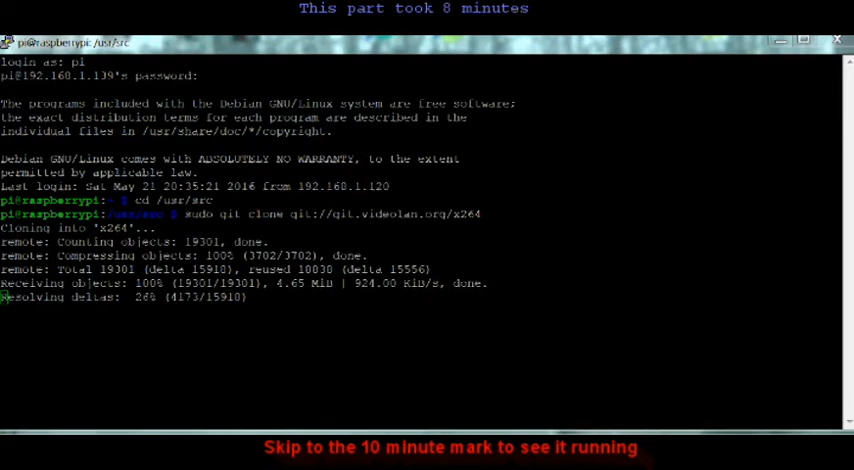 This part took 8 minutes
pi@raspberrypi: /usr/src
login as: pi
pi@192.168.1.139's password:
The programs included with the Debian GNU/Linux system are free software;
the exact distribution terms for each program are described in the
individual files in /usr/share/doc/*/copyright.
Debian GNU/Linux comes with ABSOLUTELY NO WARRANTY, to the extent
permitted by applicable law.
Last login: Sat May 21 20:35:21 2016 from 192.168.1.120
pi@raspberrypi:~ $ cd /usr/src
pi@raspberrypi:/usr/src $ sudo git clone git://git.videolan.org/x264
Cloning into 'x264'...
remote: Counting objects: 19301, done.
remote: Compressing objects: 100% (3702/3702), done.
remote: Total 19301 (delta 15910), reused 18838 (delta 15556)
Receiving objects: 100% (19301/19301), 4.65 MiB | 924.00 KiB/s, done.
Resolving deltas: 26% (4173/15910)
Skip to the 10 minute mark to see it running